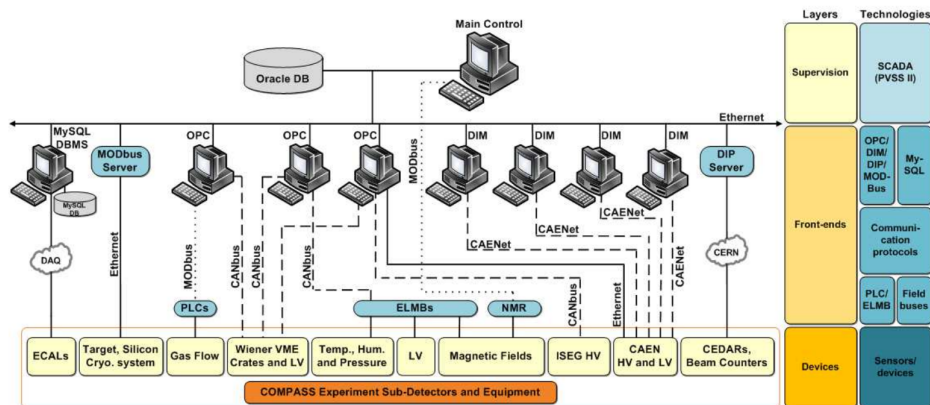 Main Control
Layers
Technologies
Oracle DB
Supervision
SCADA
(PVSS II)
Ethernet
MySQL
DBMS
MODbus
Server
OPC
OPC
OPC
MODbus
DIM
DIM
DIM
DIM
DIP
Server
MySQL
DB
OPC/
DIM/
DIP/
MOD-
Bus
My-
SQL
Front-ends
Communi-
cation
protocols
PLC/
ELMB
Field
buses
DAQ
Ethernet
MODbus
CANbus
CANbus
CANbus
CANbus
Ethernet
CAENet
CAENet
CAENet
CAENet
CERN
PLCs
ELMBs
NMR
ECALs
Target, Silicon
Cryo. system
Gas Flow
Wiener VME
Crates and LV
Temp., Hum.
and Pressure
LV
Magnetic Fields
ISEG HV
CAEN
HV and LV
CEDARs,
Beam Counters
Devices
Sensors/
devices
COMPASS Experiment Sub-Detectors and Equipment